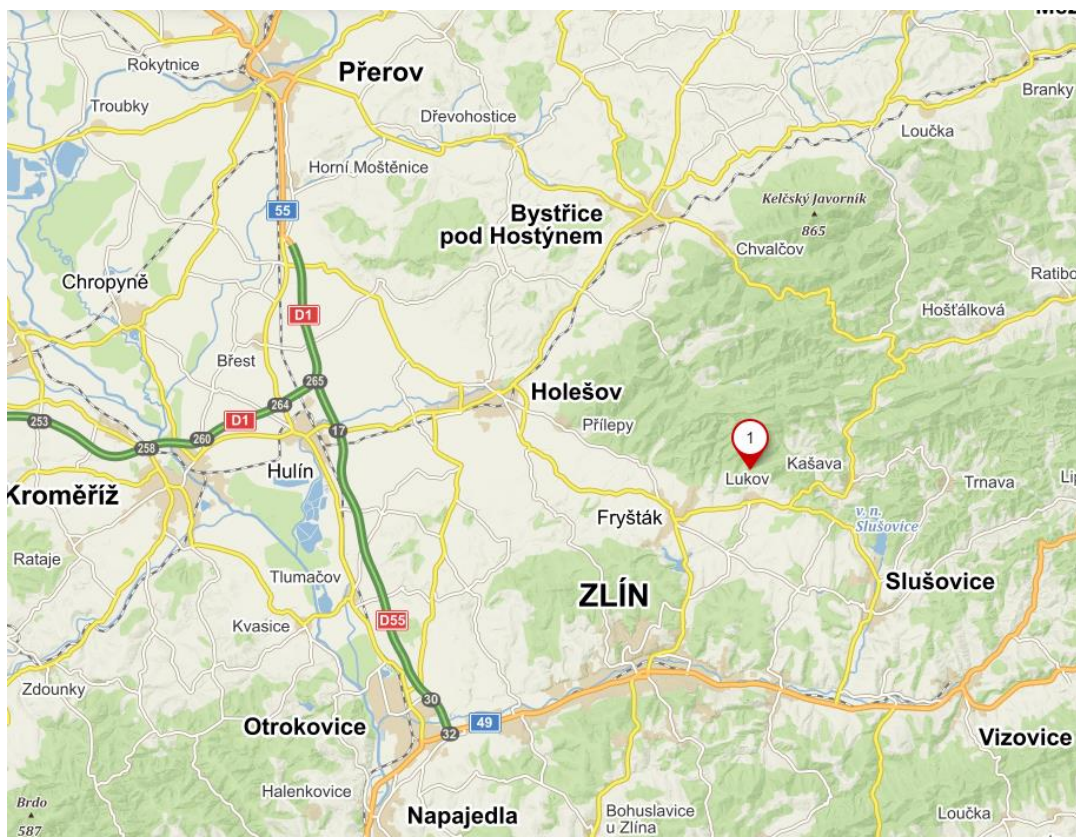 Rokytnice
Přerov
Troubky
Dřevohostice
Branky
Loučka
Horní Moštěnice
Kelčský Javorník
865
55
Bystřice
pod Hostýnem
Chvalčov
Chropyně
Hošťálková
D1
Břest
265
264
Holešov
D1
253
260
258
17
Přílepy
1
Hulín
Kašava
Lukov
Trnava
Kroměříž
Fryšták
v. n.
Slušovice
Rataje
Tlumačov
ZLÍN
Slušovice
D55
Kvasice
Zdounky
30
Otrokovice
49
32
Vizovice
Halenkovice
Brdo
587
Napajedla
Bohuslavice
u Zlína
Loučka